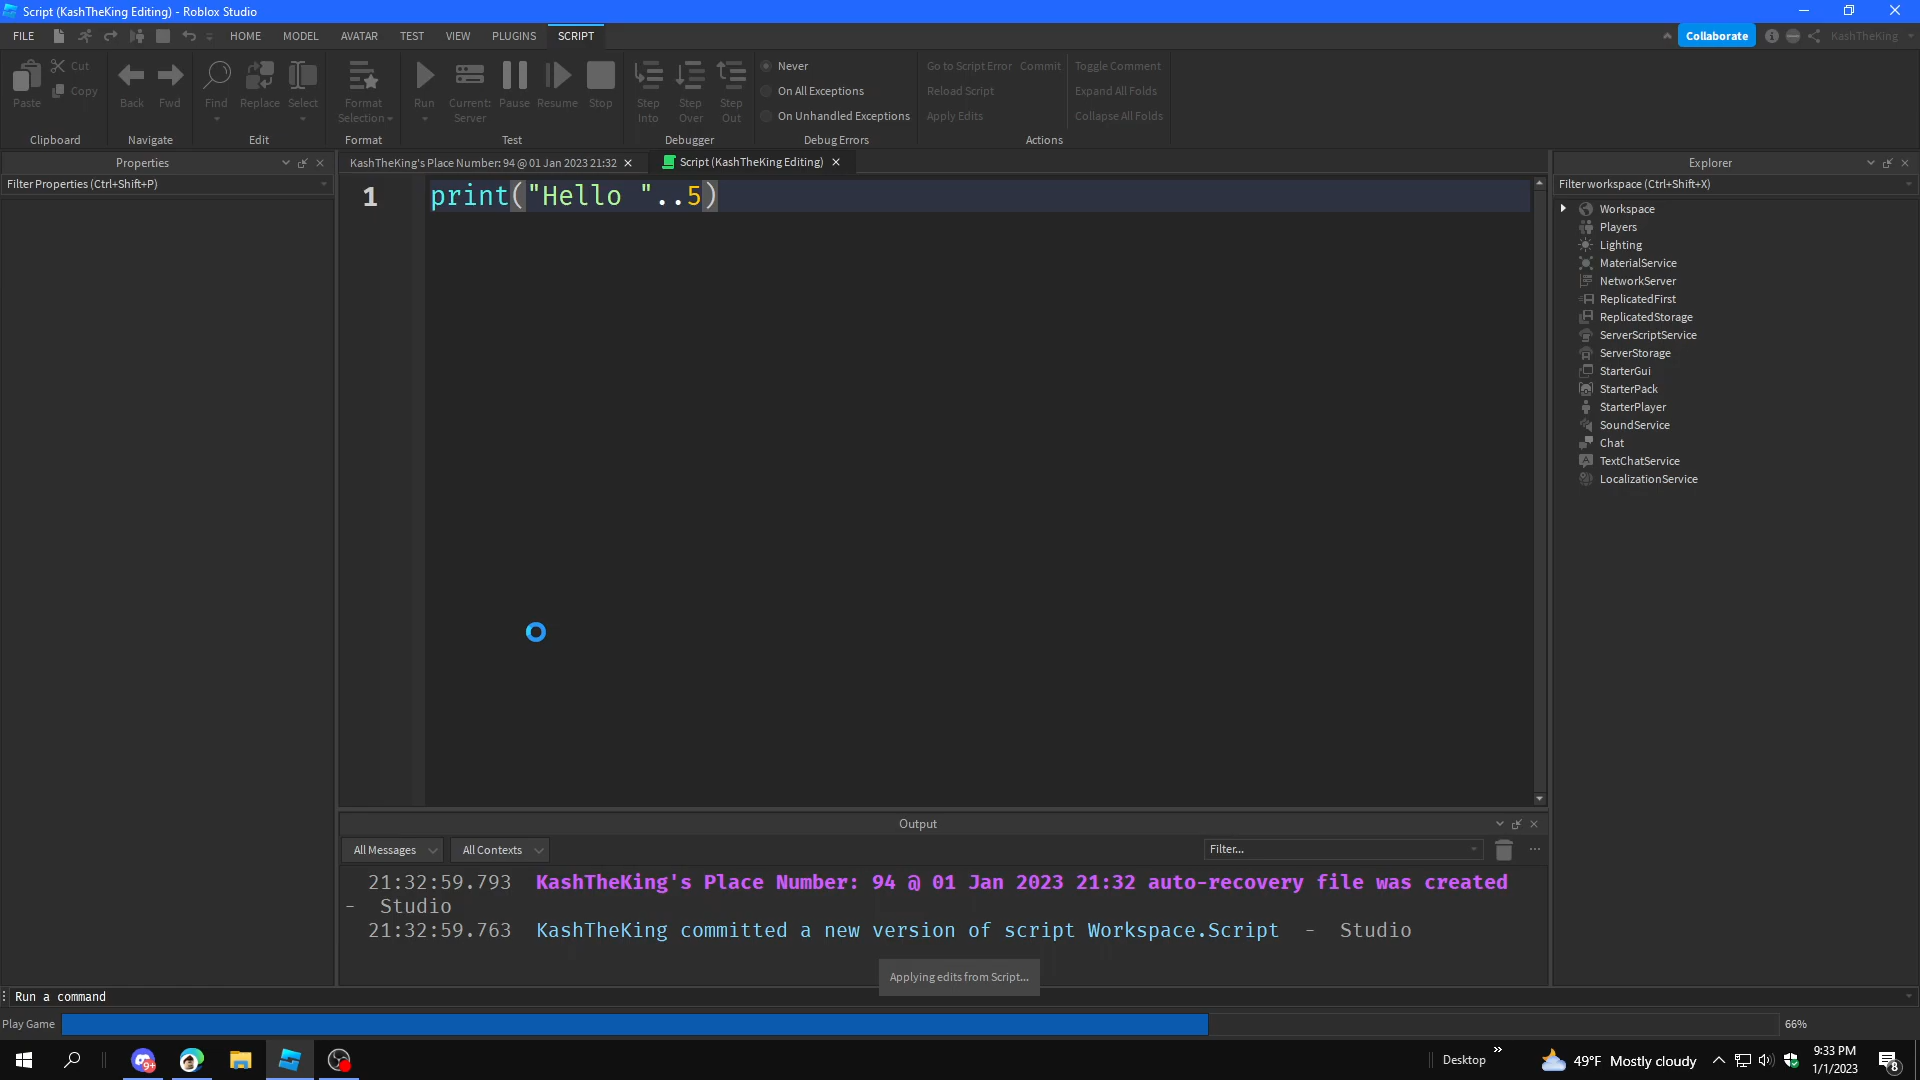 Script (KashTheKing Editing) - Roblox Studio
FILE HOME MODEL AVATAR TEST VIEW PLUGINS SCRIPT Collaborate KashTheKing
Paste Cut Copy
Clipboard
Back Fwd
Navigate
Find Replace Select
Edit
Format Selection
Format
Run Current: Server Pause Resume Stop
Test
Step Into Step Over Step Out
Debugger
Never
On All Exceptions
On Unhandled Exceptions
Debug Errors
Go to Script Error Commit Toggle Comment
Reload Script Expand All Folds
Apply Edits Collapse All Folds
Actions
Properties
Filter Properties (Ctrl+Shift+P)
KashTheKing's Place Number: 94 @ 01 Jan 2023 21:32
Script (KashTheKing Editing)
1 print("Hello "..5)
Explorer
Filter workspace (Ctrl+Shift+X)
Workspace
Players
Lighting
MaterialService
NetworkServer
ReplicatedFirst
ReplicatedStorage
ServerScriptService
ServerStorage
StarterGui
StarterPack
StarterPlayer
SoundService
Chat
TextChatService
LocalizationService
Output
All Messages All Contexts Filter...
21:32:59.793 KashTheKing's Place Number: 94 @ 01 Jan 2023 21:32 auto-recovery file was created
- Studio
21:32:59.763 KashTheKing committed a new version of script Workspace.Script - Studio
Applying edits from Script...
Run a command
Play Game 66%
9+
Desktop
49°F Mostly cloudy
9:33 PM
1/1/2023
8